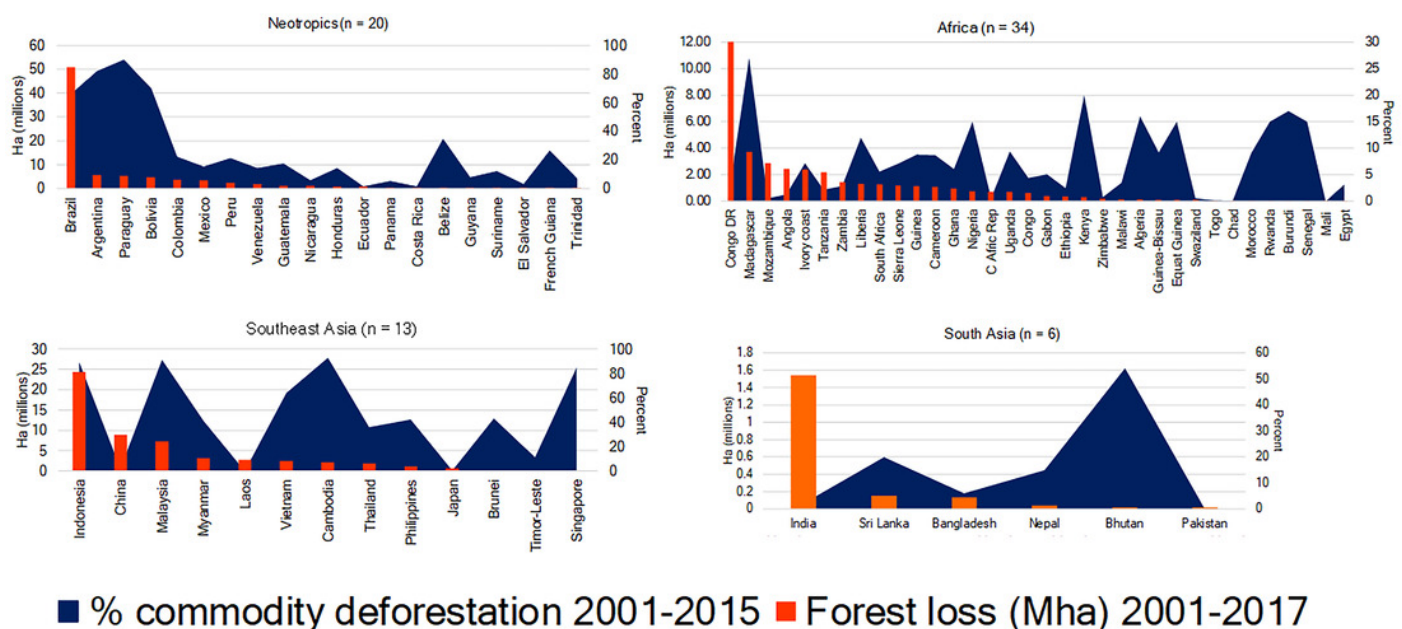 Neotropics (n = 20)
Ha (millions)
60
50
40
30
20
10
0
100
80
60
40
20
0
Percent
Brazil
Argentina
Paraguay
Bolivia
Colombia
Mexico
Peru
Venezuela
Guatemala
Nicaragua
Honduras
Ecuador
Panama
Costa Rica
Belize
Guyana
Suriname
El Salvador
French Guiana
Trinidad
Africa (n = 34)
Ha (millions)
12.00
10.00
8.00
6.00
4.00
2.00
0.00
30
25
20
15
10
5
0
Percent
Congo DR
Madagascar
Mozambique
Angola
Ivory coast
Tanzania
Zambia
Liberia
South Africa
Sierra Leone
Guinea
Cameroon
Ghana
Nigeria
C Afric Rep
Uganda
Congo
Gabon
Ethiopia
Kenya
Zimbabwe
Malawi
Algeria
Guinea-Bissau
Equat Guinea
Swaziland
Togo
Chad
Morocco
Rwanda
Burundi
Senegal
Mali
Egypt
Southeast Asia (n = 13)
Ha (millions)
30
25
20
15
10
5
0
100
80
60
40
20
0
Percent
Indonesia
China
Malaysia
Myanmar
Laos
Vietnam
Cambodia
Thailand
Philippines
Japan
Brunei
Timor-Leste
Singapore
South Asia (n = 6)
Ha (millions)
1.8
1.6
1.4
1.2
1
0.8
0.6
0.4
0.2
0
60
50
40
30
20
10
0
Percent
India
Sri Lanka
Bangladesh
Nepal
Bhutan
Pakistan
% commodity deforestation 2001-2015 Forest loss (Mha) 2001-2017